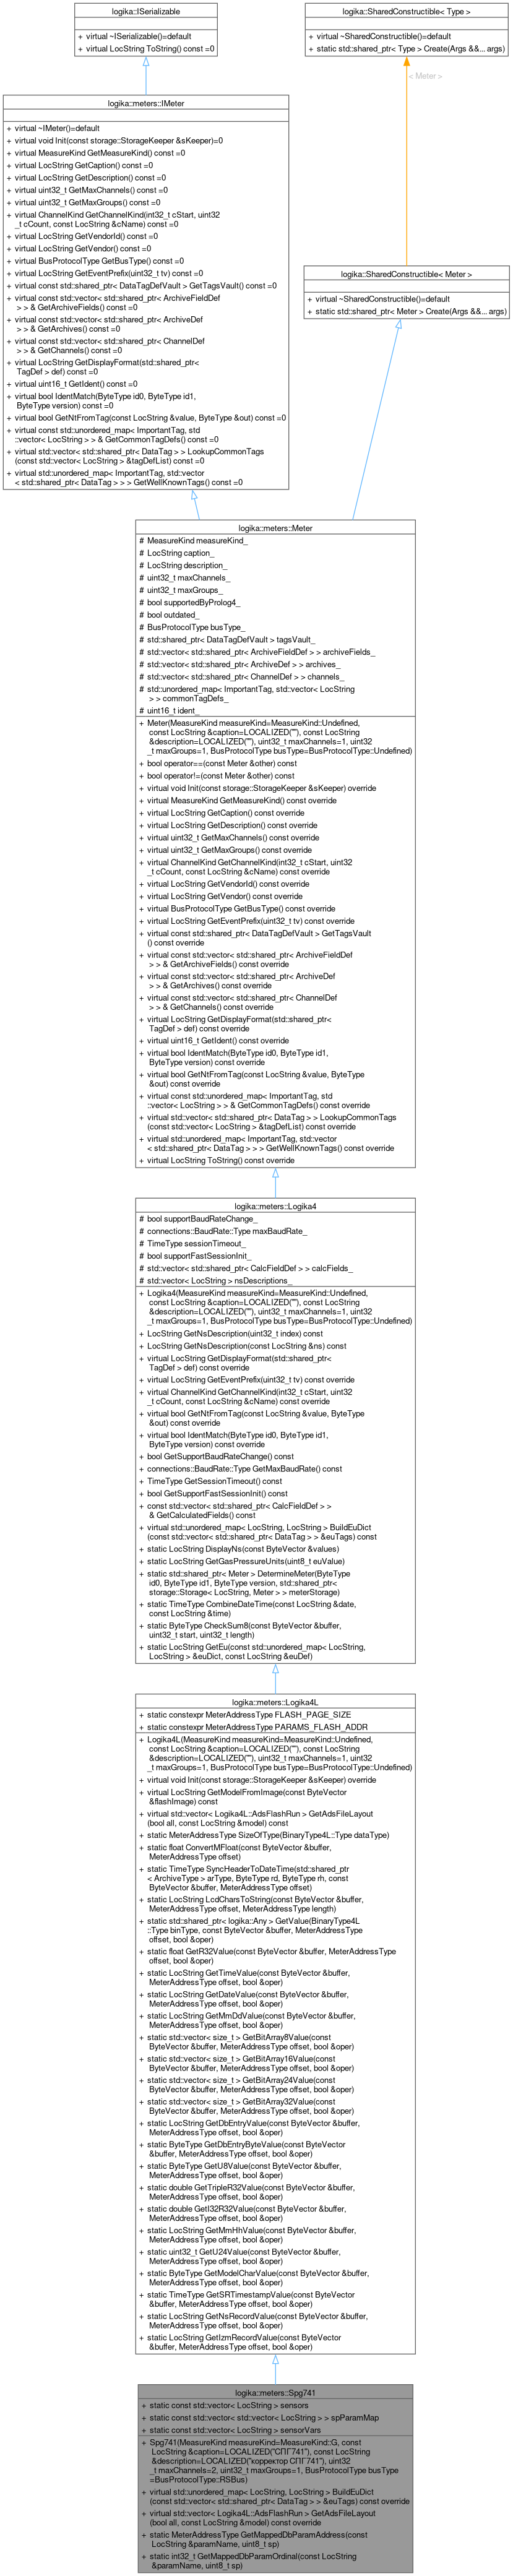 logika::ISerializable
+ virtual ~ISerializable()=default
+ virtual LocString ToString() const =0
logika::SharedConstructible< Type >
+ virtual ~SharedConstructible()=default
+ static std::shared_ptr< Type > Create(Args &&... args)
< Meter >
logika::meters::IMeter
+ virtual ~IMeter()=default
+ virtual void Init(const storage::StorageKeeper &sKeeper)=0
+ virtual MeasureKind GetMeasureKind() const =0
+ virtual LocString GetCaption() const =0
+ virtual LocString GetDescription() const =0
+ virtual uint32_t GetMaxChannels() const =0
+ virtual uint32_t GetMaxGroups() const =0
+ virtual ChannelKind GetChannelKind(int32_t cStart, uint32
_t cCount, const LocString &cName) const =0
+ virtual LocString GetVendorId() const =0
+ virtual LocString GetVendor() const =0
+ virtual BusProtocolType GetBusType() const =0
+ virtual LocString GetEventPrefix(uint32_t tv) const =0
+ virtual const std::shared_ptr< DataTagDefVault > GetTagsVault() const =0
+ virtual const std::vector< std::shared_ptr< ArchiveFieldDef
> > & GetArchiveFields() const =0
+ virtual const std::vector< std::shared_ptr< ArchiveDef
> > & GetArchives() const =0
+ virtual const std::vector< std::shared_ptr< ChannelDef
> > & GetChannels() const =0
+ virtual LocString GetDisplayFormat(std::shared_ptr<
TagDef > def) const =0
+ virtual uint16_t GetIdent() const =0
+ virtual bool IdentMatch(ByteType id0, ByteType id1,
ByteType version) const =0
+ virtual bool GetNtFromTag(const LocString &value, ByteType &out) const =0
+ virtual const std::unordered_map< ImportantTag, std
::vector< LocString > > & GetCommonTagDefs() const =0
+ virtual std::vector< std::shared_ptr< DataTag > > LookupCommonTags
(const std::vector< LocString > &tagDefList) const =0
+ virtual std::unordered_map< ImportantTag, std::vector
< std::shared_ptr< DataTag > > > GetWellKnownTags() const =0
logika::SharedConstructible< Meter >
+ virtual ~SharedConstructible()=default
+ static std::shared_ptr< Meter > Create(Args &&... args)
logika::meters::Meter
# MeasureKind measureKind_
# LocString caption_
# LocString description_
# uint32_t maxChannels_
# uint32_t maxGroups_
# bool supportedByProlog4_
# bool outdated_
# BusProtocolType busType_
# std::shared_ptr< DataTagDefVault > tagsVault_
# std::vector< std::shared_ptr< ArchiveFieldDef > > archiveFields_
# std::vector< std::shared_ptr< ArchiveDef > > archives_
# std::vector< std::shared_ptr< ChannelDef > > channels_
# std::unordered_map< ImportantTag, std::vector< LocString
> > commonTagDefs_
# uint16_t ident_
+ Meter(MeasureKind measureKind=MeasureKind::Undefined,
const LocString &caption=LOCALIZED(""), const LocString
&description=LOCALIZED(""), uint32_t maxChannels=1, uint32
_t maxGroups=1, BusProtocolType busType=BusProtocolType::Undefined)
+ bool operator==(const Meter &other) const
+ bool operator!=(const Meter &other) const
+ virtual void Init(const storage::StorageKeeper &sKeeper) override
+ virtual MeasureKind GetMeasureKind() const override
+ virtual LocString GetCaption() const override
+ virtual LocString GetDescription() const override
+ virtual uint32_t GetMaxChannels() const override
+ virtual uint32_t GetMaxGroups() const override
+ virtual ChannelKind GetChannelKind(int32_t cStart, uint32
_t cCount, const LocString &cName) const override
+ virtual LocString GetVendorId() const override
+ virtual LocString GetVendor() const override
+ virtual BusProtocolType GetBusType() const override
+ virtual LocString GetEventPrefix(uint32_t tv) const override
+ virtual const std::shared_ptr< DataTagDefVault > GetTagsVault
() const override
+ virtual const std::vector< std::shared_ptr< ArchiveFieldDef
> > & GetArchiveFields() const override
+ virtual const std::vector< std::shared_ptr< ArchiveDef
> > & GetArchives() const override
+ virtual const std::vector< std::shared_ptr< ChannelDef
> > & GetChannels() const override
+ virtual LocString GetDisplayFormat(std::shared_ptr<
TagDef > def) const override
+ virtual uint16_t GetIdent() const override
+ virtual bool IdentMatch(ByteType id0, ByteType id1,
ByteType version) const override
+ virtual bool GetNtFromTag(const LocString &value, ByteType
&out) const override
+ virtual const std::unordered_map< ImportantTag, std
::vector< LocString > > & GetCommonTagDefs() const override
+ virtual std::vector< std::shared_ptr< DataTag > > LookupCommonTags
(const std::vector< LocString > &tagDefList) const override
+ virtual std::unordered_map< ImportantTag, std::vector
< std::shared_ptr< DataTag > > > GetWellKnownTags() const override
+ virtual LocString ToString() const override
logika::meters::Logika4
# bool supportBaudRateChange_
# connections::BaudRate::Type maxBaudRate_
# TimeType sessionTimeout_
# bool supportFastSessionInit_
# std::vector< std::shared_ptr< CalcFieldDef > > calcFields_
# std::vector< LocString > nsDescriptions_
+ Logika4(MeasureKind measureKind=MeasureKind::Undefined,
const LocString &caption=LOCALIZED(""), const LocString
&description=LOCALIZED(""), uint32_t maxChannels=1, uint32
_t maxGroups=1, BusProtocolType busType=BusProtocolType::Undefined)
+ LocString GetNsDescription(uint32_t index) const
+ LocString GetNsDescription(const LocString &ns) const
+ virtual LocString GetDisplayFormat(std::shared_ptr<
TagDef > def) const override
+ virtual LocString GetEventPrefix(uint32_t tv) const override
+ virtual ChannelKind GetChannelKind(int32_t cStart, uint32
_t cCount, const LocString &cName) const override
+ virtual bool GetNtFromTag(const LocString &value, ByteType
&out) const override
+ virtual bool IdentMatch(ByteType id0, ByteType id1,
ByteType version) const override
+ bool GetSupportBaudRateChange() const
+ connections::BaudRate::Type GetMaxBaudRate() const
+ TimeType GetSessionTimeout() const
+ bool GetSupportFastSessionInit() const
+ const std::vector< std::shared_ptr< CalcFieldDef > >
& GetCalculatedFields() const
+ virtual std::unordered_map< LocString, LocString > BuildEuDict
(const std::vector< std::shared_ptr< DataTag > > &euTags) const
+ static LocString DisplayNs(const ByteVector &values)
+ static LocString GetGasPressureUnits(uint8_t euValue)
+ static std::shared_ptr< Meter > DetermineMeter(ByteType
id0, ByteType id1, ByteType version, std::shared_ptr<
storage::Storage< LocString, Meter > > meterStorage)
+ static TimeType CombineDateTime(const LocString &date,
const LocString &time)
+ static ByteType CheckSum8(const ByteVector &buffer,
uint32_t start, uint32_t length)
+ static LocString GetEu(const std::unordered_map< LocString,
LocString > &euDict, const LocString &euDef)
logika::meters::Logika4L
+ static constexpr MeterAddressType FLASH_PAGE_SIZE
+ static constexpr MeterAddressType PARAMS_FLASH_ADDR
+ Logika4L(MeasureKind measureKind=MeasureKind::Undefined,
const LocString &caption=LOCALIZED(""), const LocString
&description=LOCALIZED(""), uint32_t maxChannels=1, uint32
_t maxGroups=1, BusProtocolType busType=BusProtocolType::Undefined)
+ virtual void Init(const storage::StorageKeeper &sKeeper) override
+ virtual LocString GetModelFromImage(const ByteVector
&flashImage) const
+ virtual std::vector< Logika4L::AdsFlashRun > GetAdsFileLayout
(bool all, const LocString &model) const
+ static MeterAddressType SizeOfType(BinaryType4L::Type dataType)
+ static float ConvertMFloat(const ByteVector &buffer,
MeterAddressType offset)
+ static TimeType SyncHeaderToDateTime(std::shared_ptr
< ArchiveType > arType, ByteType rd, ByteType rh, const
ByteVector &buffer, MeterAddressType offset)
+ static LocString LcdCharsToString(const ByteVector &buffer,
MeterAddressType offset, MeterAddressType length)
+ static std::shared_ptr< logika::Any > GetValue(BinaryType4L
::Type binType, const ByteVector &buffer, MeterAddressType
offset, bool &oper)
+ static float GetR32Value(const ByteVector &buffer, MeterAddressType
offset, bool &oper)
+ static LocString GetTimeValue(const ByteVector &buffer,
MeterAddressType offset, bool &oper)
+ static LocString GetDateValue(const ByteVector &buffer,
MeterAddressType offset, bool &oper)
+ static LocString GetMmDdValue(const ByteVector &buffer,
MeterAddressType offset, bool &oper)
+ static std::vector< size_t > GetBitArray8Value(const
ByteVector &buffer, MeterAddressType offset, bool &oper)
+ static std::vector< size_t > GetBitArray16Value(const
ByteVector &buffer, MeterAddressType offset, bool &oper)
+ static std::vector< size_t > GetBitArray24Value(const
ByteVector &buffer, MeterAddressType offset, bool &oper)
+ static std::vector< size_t > GetBitArray32Value(const
ByteVector &buffer, MeterAddressType offset, bool &oper)
+ static LocString GetDbEntryValue(const ByteVector &buffer,
MeterAddressType offset, bool &oper)
+ static ByteType GetDbEntryByteValue(const ByteVector
&buffer, MeterAddressType offset, bool &oper)
+ static ByteType GetU8Value(const ByteVector &buffer,
MeterAddressType offset, bool &oper)
+ static double GetTripleR32Value(const ByteVector &buffer,
MeterAddressType offset, bool &oper)
+ static double GetI32R32Value(const ByteVector &buffer,
MeterAddressType offset, bool &oper)
+ static LocString GetMmHhValue(const ByteVector &buffer,
MeterAddressType offset, bool &oper)
+ static uint32_t GetU24Value(const ByteVector &buffer,
MeterAddressType offset, bool &oper)
+ static ByteType GetModelCharValue(const ByteVector &buffer,
MeterAddressType offset, bool &oper)
+ static TimeType GetSRTimestampValue(const ByteVector
&buffer, MeterAddressType offset, bool &oper)
+ static LocString GetNsRecordValue(const ByteVector &buffer,
MeterAddressType offset, bool &oper)
+ static LocString GetIzmRecordValue(const ByteVector
&buffer, MeterAddressType offset, bool &oper)
logika::meters::Spg741
+ static const std::vector< LocString > sensors
+ static const std::vector< std::vector< LocString > > spParamMap
+ static const std::vector< LocString > sensorVars
+ Spg741(MeasureKind measureKind=MeasureKind::G, const
LocString &caption=LOCALIZED("СПГ741"), const LocString
&description=LOCALIZED("корректор СПГ741"), uint32
_t maxChannels=2, uint32_t maxGroups=1, BusProtocolType busType
=BusProtocolType::RSBus)
+ virtual std::unordered_map< LocString, LocString > BuildEuDict
(const std::vector< std::shared_ptr< DataTag > > &euTags) const override
+ virtual std::vector< Logika4L::AdsFlashRun > GetAdsFileLayout
(bool all, const LocString &model) const override
+ static MeterAddressType GetMappedDbParamAddress(const
LocString &paramName, uint8_t sp)
+ static int32_t GetMappedDbParamOrdinal(const LocString
&paramName, uint8_t sp)